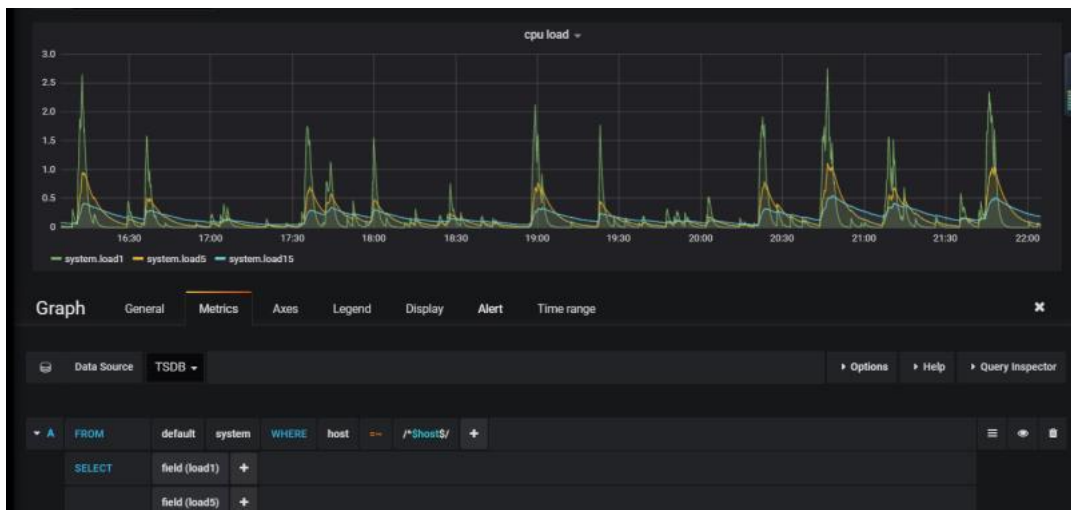 cpu load
3.0
2.5
2.0
1.5
1.0
0.5
0
16:30 17:00 17:30 18:00 18:30 19:00 19:30 20:00 20:30 21:00 21:30 22:00
system.load1 system.load5 system.load15
Graph General Metrics Axes Legend Display Alert Time range ×
Data Source TSDB Options Help Query Inspector
A FROM default system WHERE host =~ /^$host$/ +
SELECT field (load1) +
field (load5) +